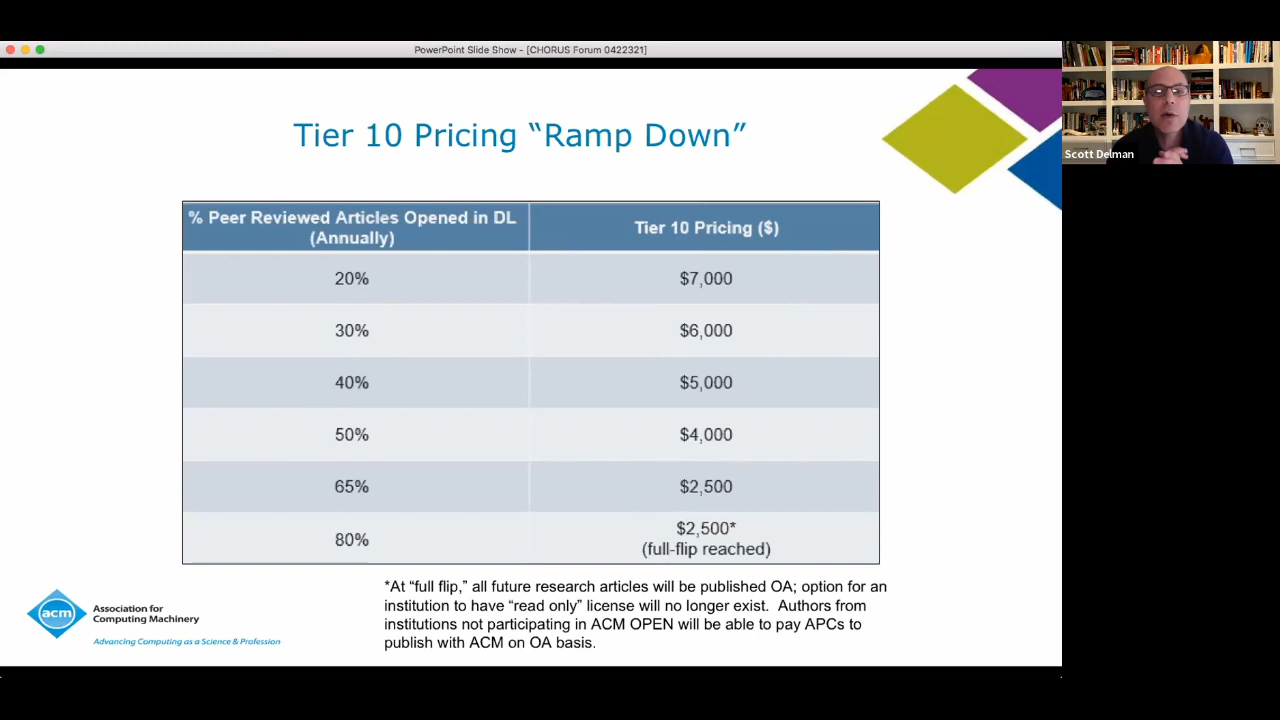 PowerPoint Slide Show - [CHORUS Forum 0422321]
Scott Delman
Tier 10 Pricing “Ramp Down”
% Peer Reviewed Articles Opened in DL
(Annually)
Tier 10 Pricing ($)
20%
$7,000
30%
$6,000
40%
$5,000
50%
$4,000
65%
$2,500
80%
$2,500*
(full-flip reached)
*At “full flip,” all future research articles will be published OA; option for an
institution to have “read only” license will no longer exist. Authors from
institutions not participating in ACM OPEN will be able to pay APCs to
publish with ACM on OA basis.
acm
Association for
Computing Machinery
Advancing Computing as a Science & Profession